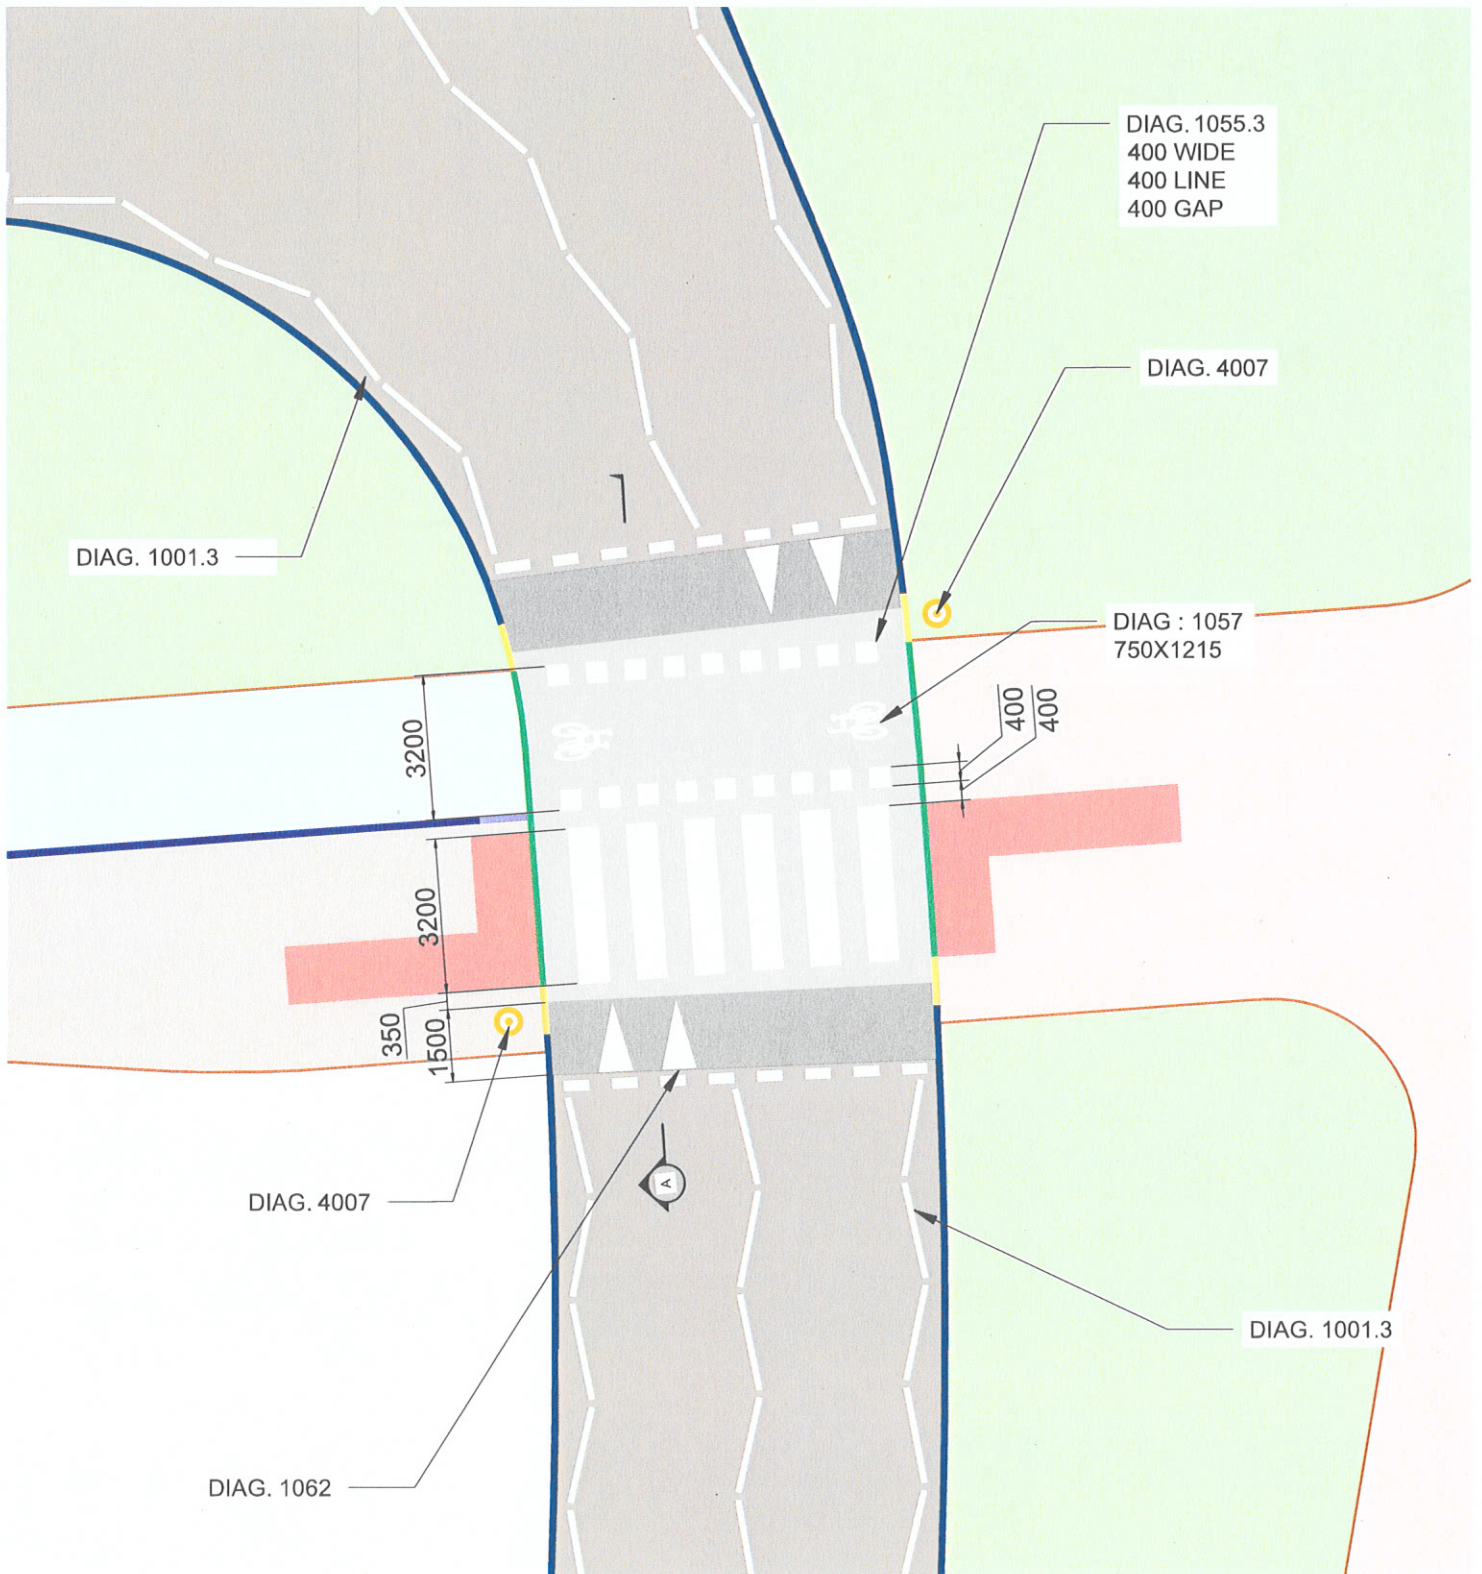 DIAG. 1055.3
400 WIDE
400 LINE
400 GAP
DIAG. 4007
DIAG. 1001.3
DIAG : 1057
750X1215
400
400
3200
3200
350
1500
A
DIAG. 4007
DIAG. 1001.3
DIAG. 1062